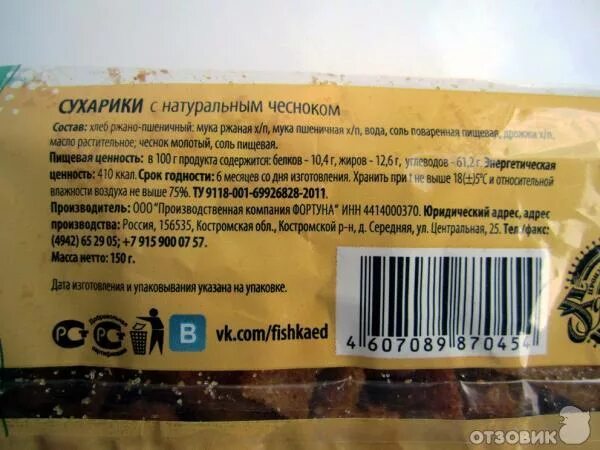 СУХАРИКИ с натуральным чесноком
Состав: хлеб ржано-пшеничный: мука ржаная х/п, мука пшеничная х/п, вода, соль поваренная пищевая, дрожжи х/п,
масло растительное; чеснок молотый, соль пищевая.
Пищевая ценность: в 100 г продукта содержится: белков - 10,4 г, жиров - 12,6 г, углеводов - 61,2 г. Энергетическая
ценность: 410 ккал. Срок годности: 6 месяцев со дня изготовления. Хранить при t не выше 18(±)5°С и относительной
влажности воздуха не выше 75%. ТУ 9118-001-69926828-2011.
Производитель: ООО "Производственная компания ФОРТУНА" ИНН 4414000370. Юридический адрес, адрес
производства: Россия, 156535, Костромская обл., Костромской р-н, д. Середняя, ул. Центральная, 25. Тел./факс:
(4942) 65 29 05; +7 915 900 07 57.
Масса нетто: 150 г.
Дата изготовления и упаковывания указана на упаковке.
Добровольная
сертификация
В vk.com/fishkaed
4 607089 870454
ОТЗОВИК